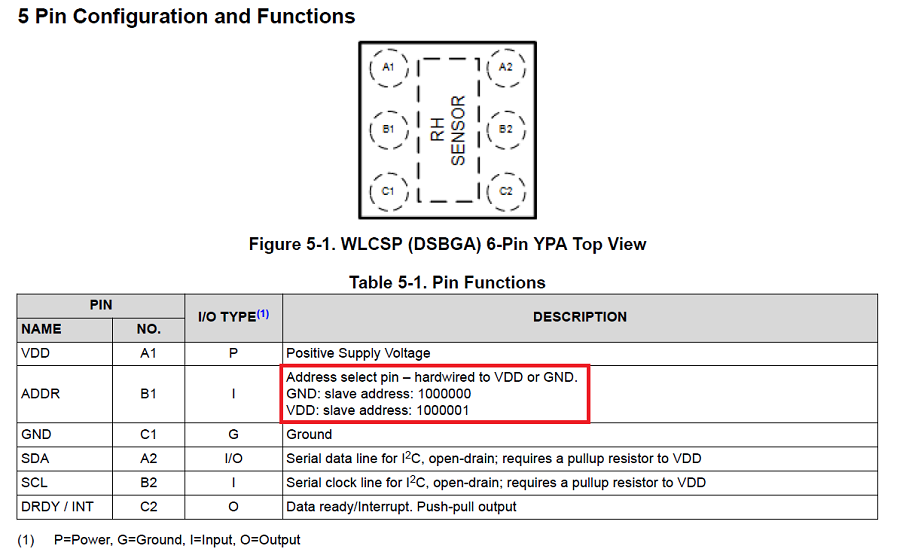 5 Pin Configuration and Functions
A1
A2
B1
RH
SENSOR
B2
C1
C2
Figure 5-1. WLCSP (DSBGA) 6-Pin YPA Top View
Table 5-1. Pin Functions
PIN I/O TYPE(1) DESCRIPTION
NAME NO.
VDD A1 P Positive Supply Voltage
ADDR B1 I Address select pin – hardwired to VDD or GND.
GND: slave address: 1000000
VDD: slave address: 1000001
GND C1 G Ground
SDA A2 I/O Serial data line for I2C, open-drain; requires a pullup resistor to VDD
SCL B2 I Serial clock line for I2C, open-drain; requires a pullup resistor to VDD
DRDY / INT C2 O Data ready/Interrupt. Push-pull output
(1) P=Power, G=Ground, I=Input, O=Output